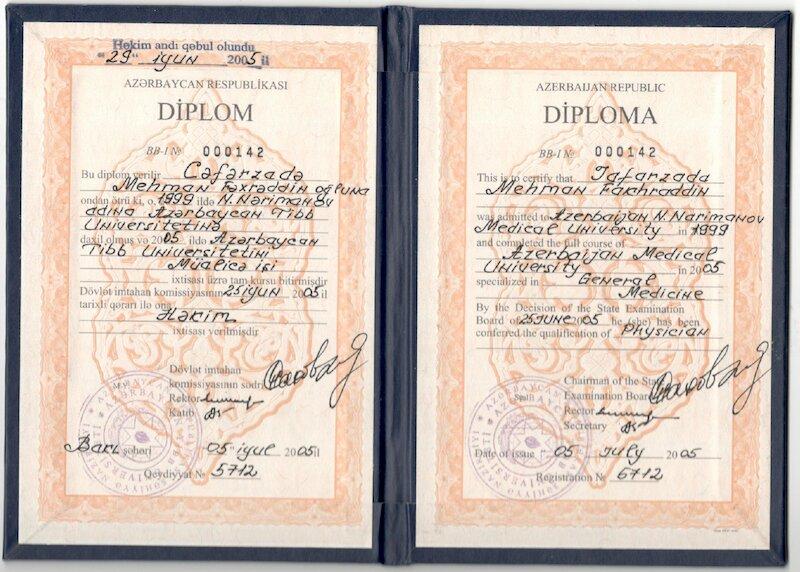 Həkim andı qəbul olundu
"29" iyun 2005 il
AZƏRBAYCAN RESPUBLİKASI
DİPLOM
BB-I № 000142
Bu diplom verilir Cəfərzadə
Mehman Fəxrəddin oğluna
ondan ötrü ki, o, 1999 ildə N.Nərimanov
adına Azərbaycan Tibb
Universitetinə
daxil olmuş və 2005 ildə Azərbaycan
Tibb Universitetini
Müalicə işi
ixtisası üzrə tam kursu bitirmişdir
Dövlət imtahan komissiyasının 25 iyun 2005 il
tarixli qərarı ilə ona
Həkim
ixtisası verilmişdir
Dövlət imtahan
komissiyasının sədri
Rektor
Katib
Bakı şəhəri 05 iyul 2005 il
Qeydiyyat № 5712
AZERBAIJAN REPUBLIC
DİPLOMA
BB-I № 000142
This is to certify that Jafarzada
Mehman Fakhraddin
was admitted to Azerbaijan N.Narimanov
Medical University in 1999
and completed the full course of
Azerbaijan Medical
University in 2005
specialized in General
Medicine
By the Decision of the State Examination
Board of 25 JUNE 2005 he (she) has been
conferred the qualification of Physician
Chairman of the State
Examination Board
Rector
Secretary
Date of issue 05 July 2005
Registration № 5712